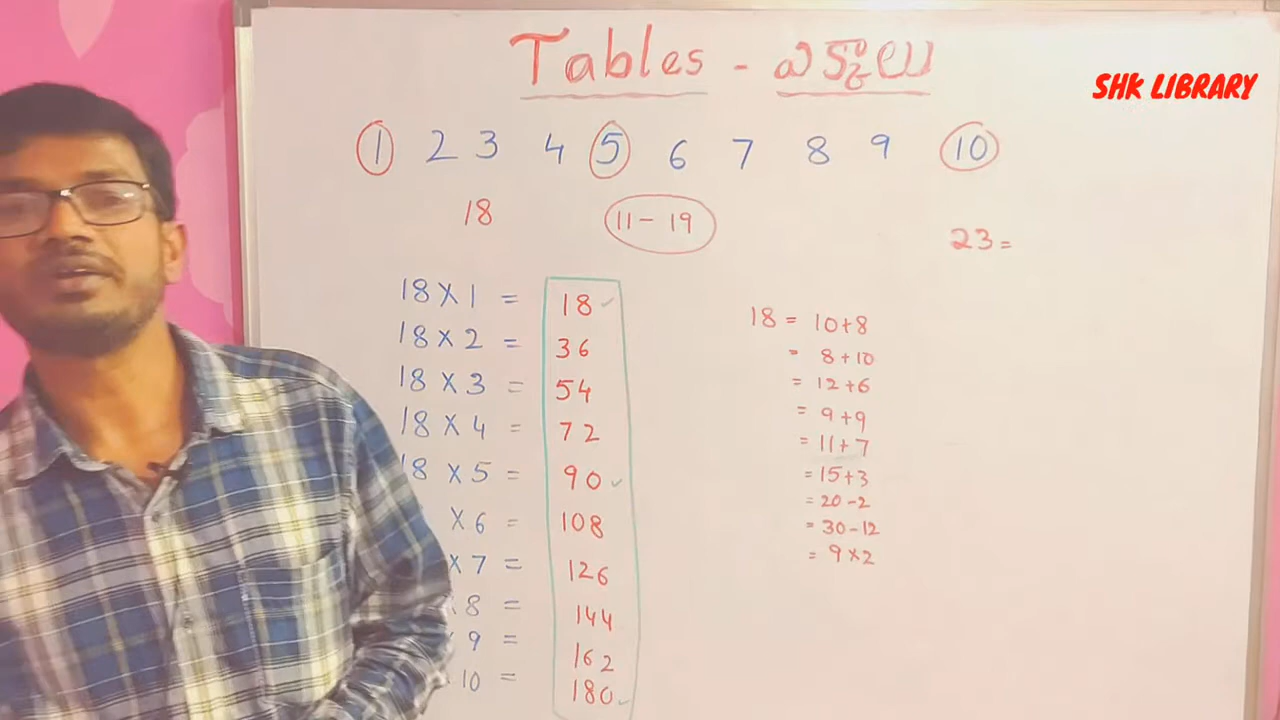 Tables - ఎక్కాలు
SHK LIBRARY
1 2 3 4 5 6 7 8 9 10
18 11 - 19
23 =
18 X 1 = 18 ✓
18 X 2 = 36
18 X 3 = 54
18 X 4 = 72
18 X 5 = 90 ✓
X 6 = 108
X 7 = 126
8 = 144
9 = 162
10 = 180 ✓
18 = 10+8
= 8+10
= 12+6
= 9+9
= 11+7
= 15+3
= 20-2
= 30-12
= 9×2